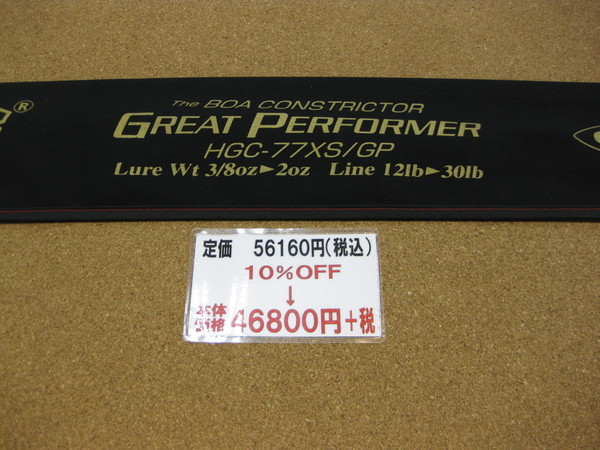 ®
The BOA CONSTRICTOR
GREAT PERFORMER
HGC-77XS/GP
Lure Wt 3/8oz►2oz Line 12lb►30lb
定価 56160円(税込)
10%OFF
↓
本体価格 46800円+税